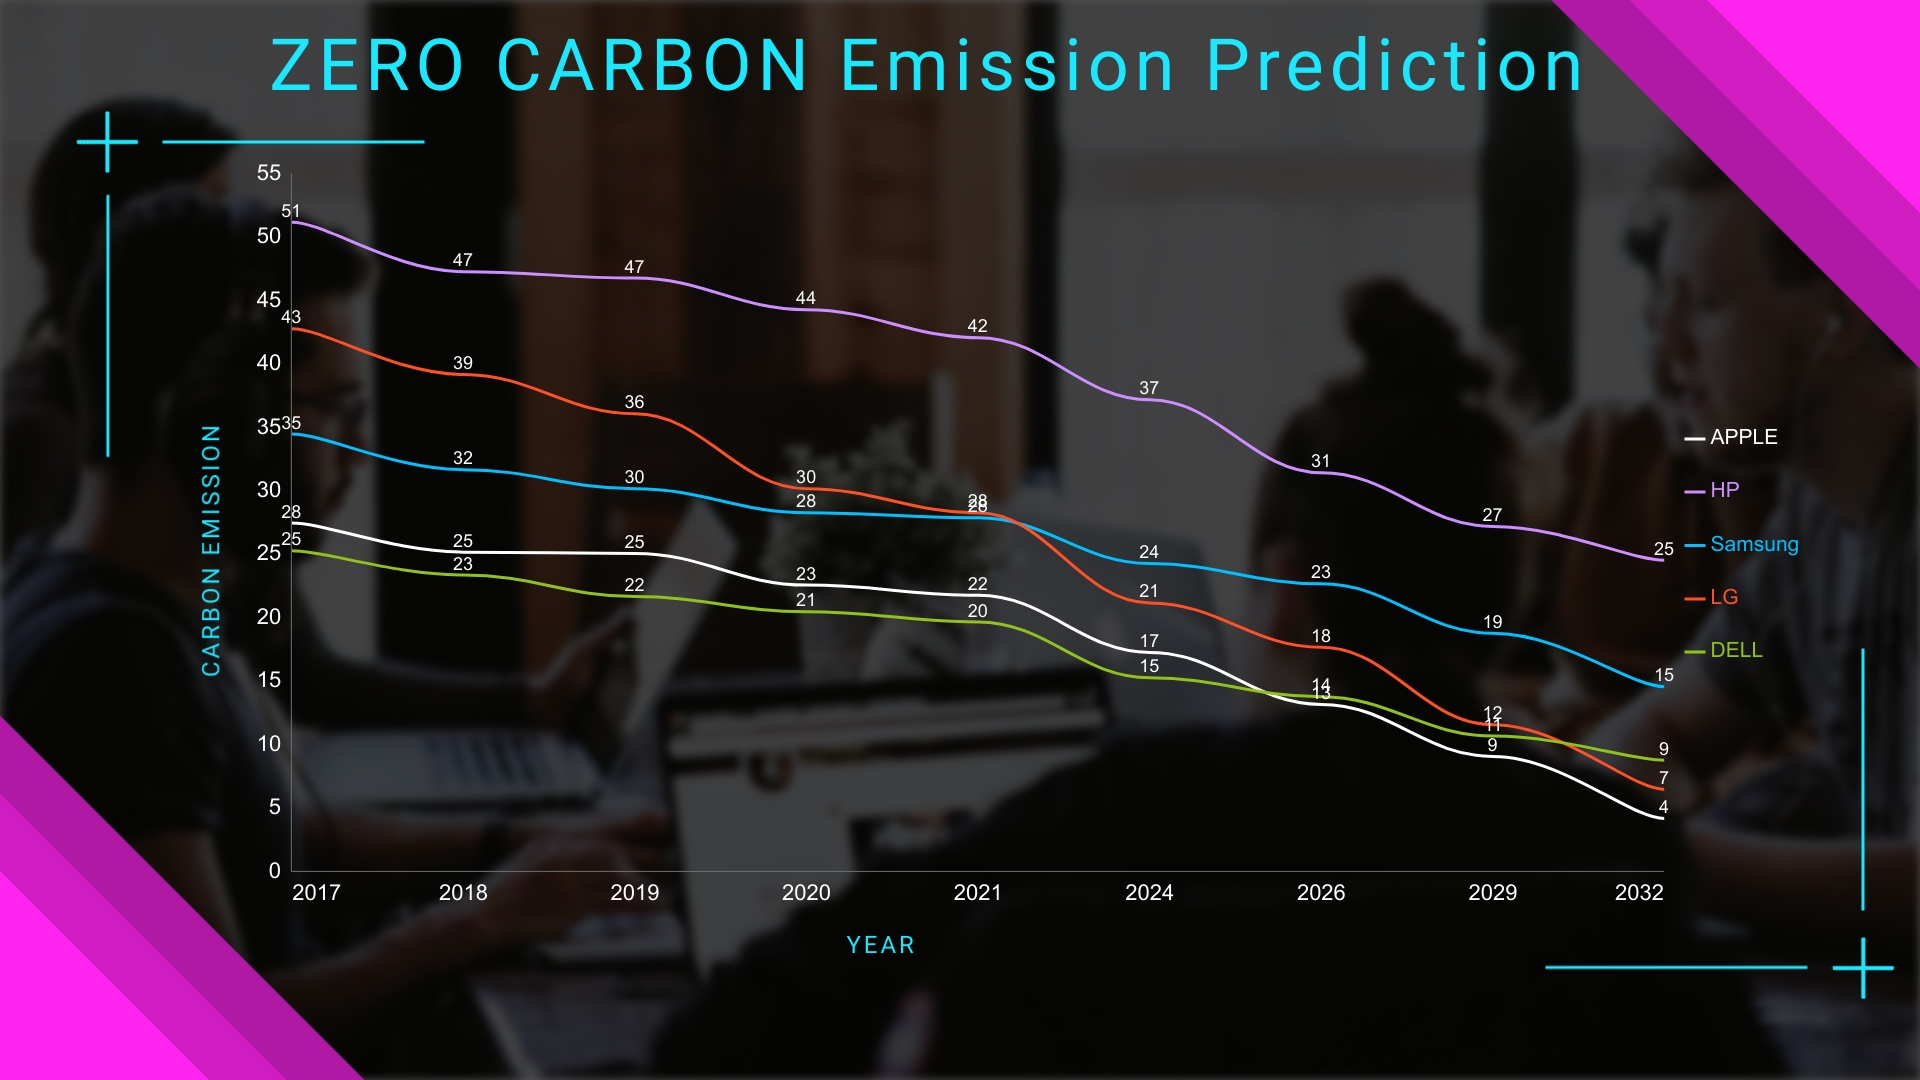 ZERO CARBON Emission Prediction
CARBON EMISSION
55
50
45
40
35
30
25
20
15
10
5
0
51 47 47 44 42 37 31 27 25
43 39 36 30 28 21 18 12 7
35 32 30 28 28 24 23 19 15
28 25 25 23 22 17 13 9 4
25 23 22 21 20 15 14 11 9
2017 2018 2019 2020 2021 2024 2026 2029 2032
YEAR
APPLE
HP
Samsung
LG
DELL